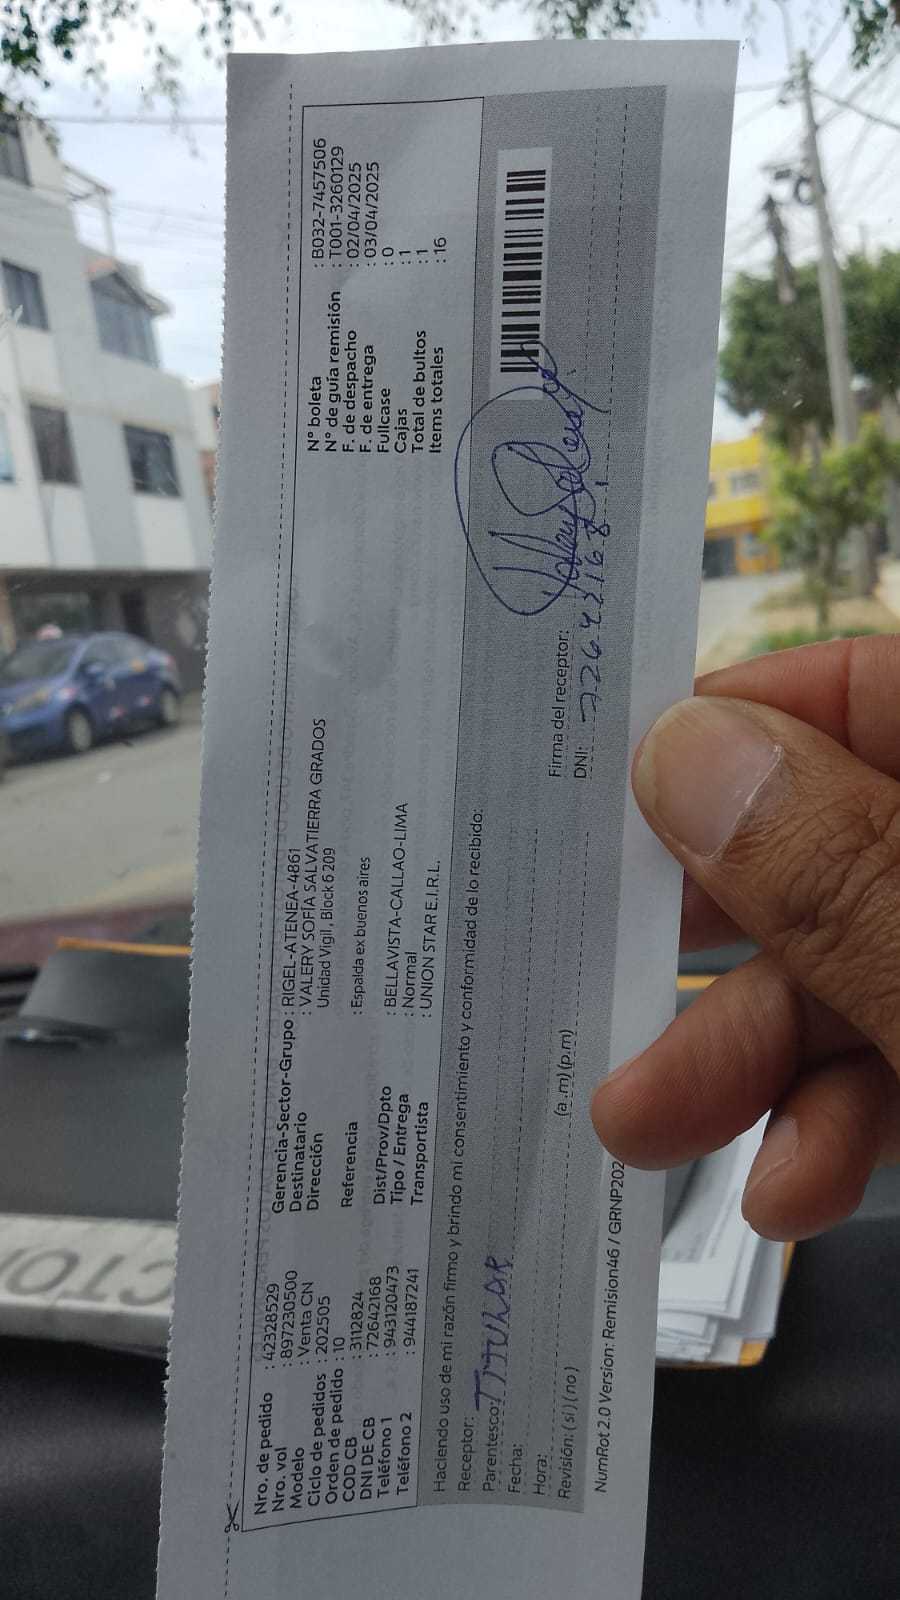 Nro. de pedido : 42328529
Nro. vol : 897230500
Modelo : Venta CN
Ciclo de pedidos : 202505
Orden de pedido : 10
COD CB : 3112824
DNI DE CB : 72642168
Teléfono 1 : 943120473
Teléfono 2 : 944187241
Gerencia-Sector-Grupo : RIGEL-ATENEA-4861
Destinatario : VALERY SOFÍA SALVATIERRA GRADOS
Dirección Unidad Vigil, Block 6 209
Referencia : Espalda ex buenos aires
Dist/Prov/Dpto : BELLAVISTA-CALLAO-LIMA
Tipo / Entrega : Normal
Transportista : UNION STAR E.I.R.L.
N° boleta : B032-7457506
N° de guía remisión : T001-3260129
F. de despacho : 02/04/2025
F. de entrega : 03/04/2025
Fullcase : 0
Cajas : 1
Total de bultos : 1
Items totales : 16
Haciendo uso de mi razón firmo y brindo mi consentimiento y conformidad de lo recibido:
Receptor:
Parentesco: TITULAR
Fecha:
Hora: (a .m) (p.m)
Revisión: (sí) (no)
Firma del receptor:
DNI: 72642168
NumRot 2.0 Version: Remision46 / GRNP202
CTO